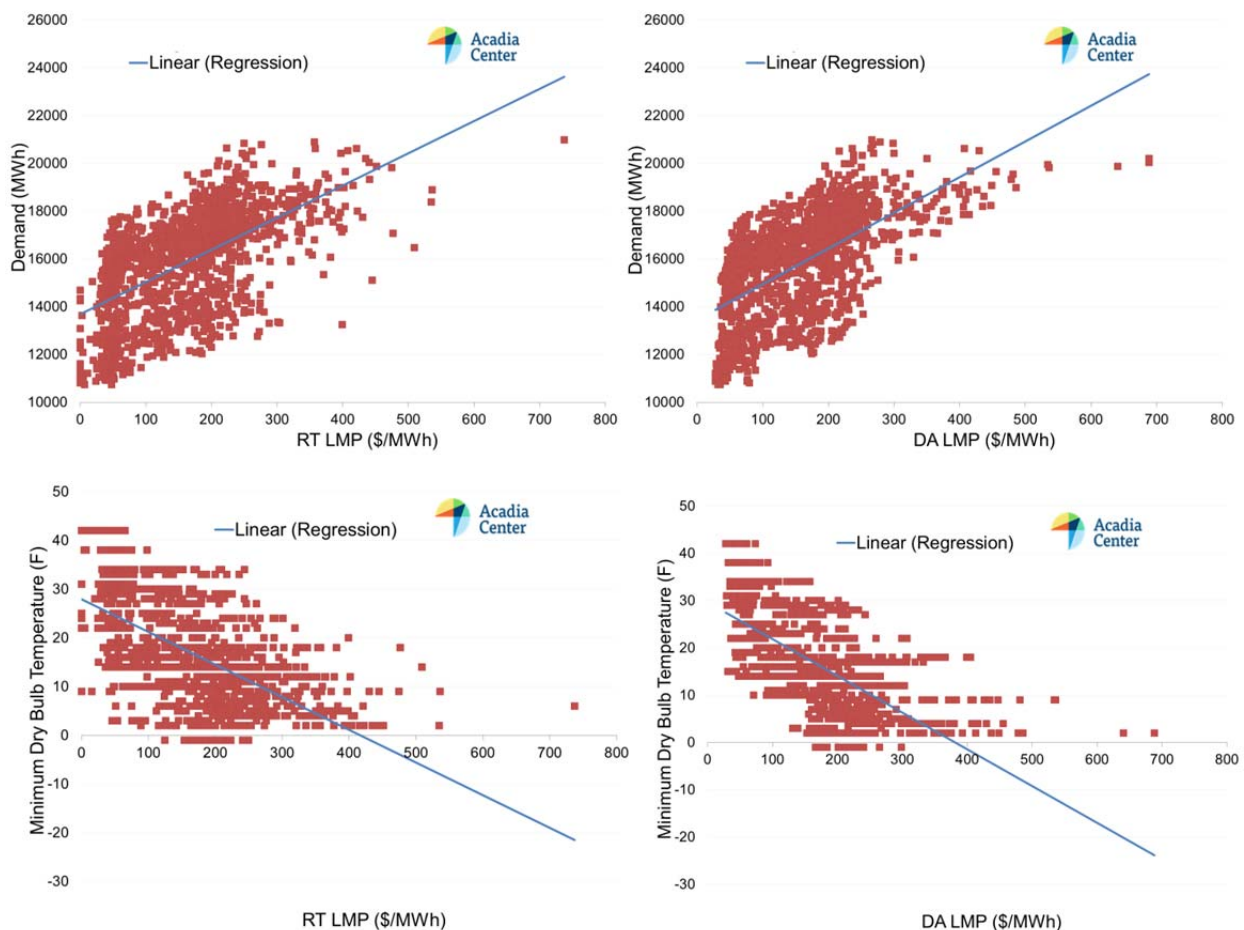 26000
24000
22000
20000
18000
16000
14000
12000
10000
Demand (MWh)
Linear (Regression)
Acadia
Center
0 100 200 300 400 500 600 700 800
RT LMP ($/MWh)
26000
24000
22000
20000
18000
16000
14000
12000
10000
Demand (MWh)
Linear (Regression)
Acadia
Center
0 100 200 300 400 500 600 700 800
DA LMP ($/MWh)
50
40
30
20
10
0
-10
-20
-30
Minimum Dry Bulb Temperature (F)
Linear (Regression)
Acadia
Center
0 100 200 300 400 500 600 700 800
RT LMP ($/MWh)
50
40
30
20
10
0
-10
-20
-30
Minimum Dry Bulb Temperature (F)
Linear (Regression)
Acadia
Center
0 100 200 300 400 500 600 700 800
DA LMP ($/MWh)